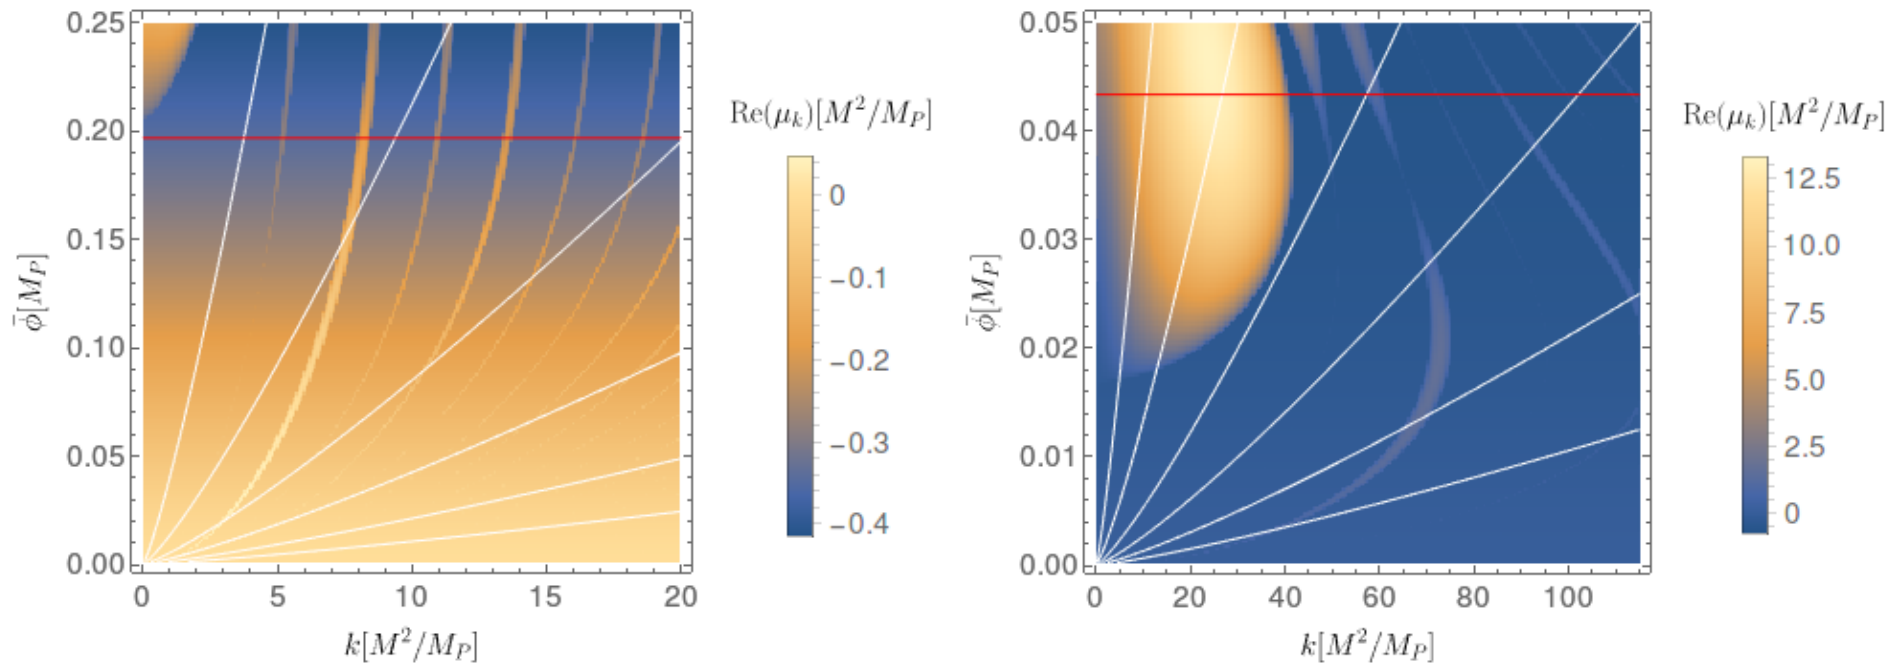 0.25
0.20
0.15
0.10
0.05
0.00
ϕ̄[M_P]
0 5 10 15 20
k[M²/M_P]
Re(μ_k)[M²/M_P]
0
−0.1
−0.2
−0.3
−0.4
0.05
0.04
0.03
0.02
0.01
0.00
ϕ̄[M_P]
0 20 40 60 80 100
k[M²/M_P]
Re(μ_k)[M²/M_P]
12.5
10.0
7.5
5.0
2.5
0